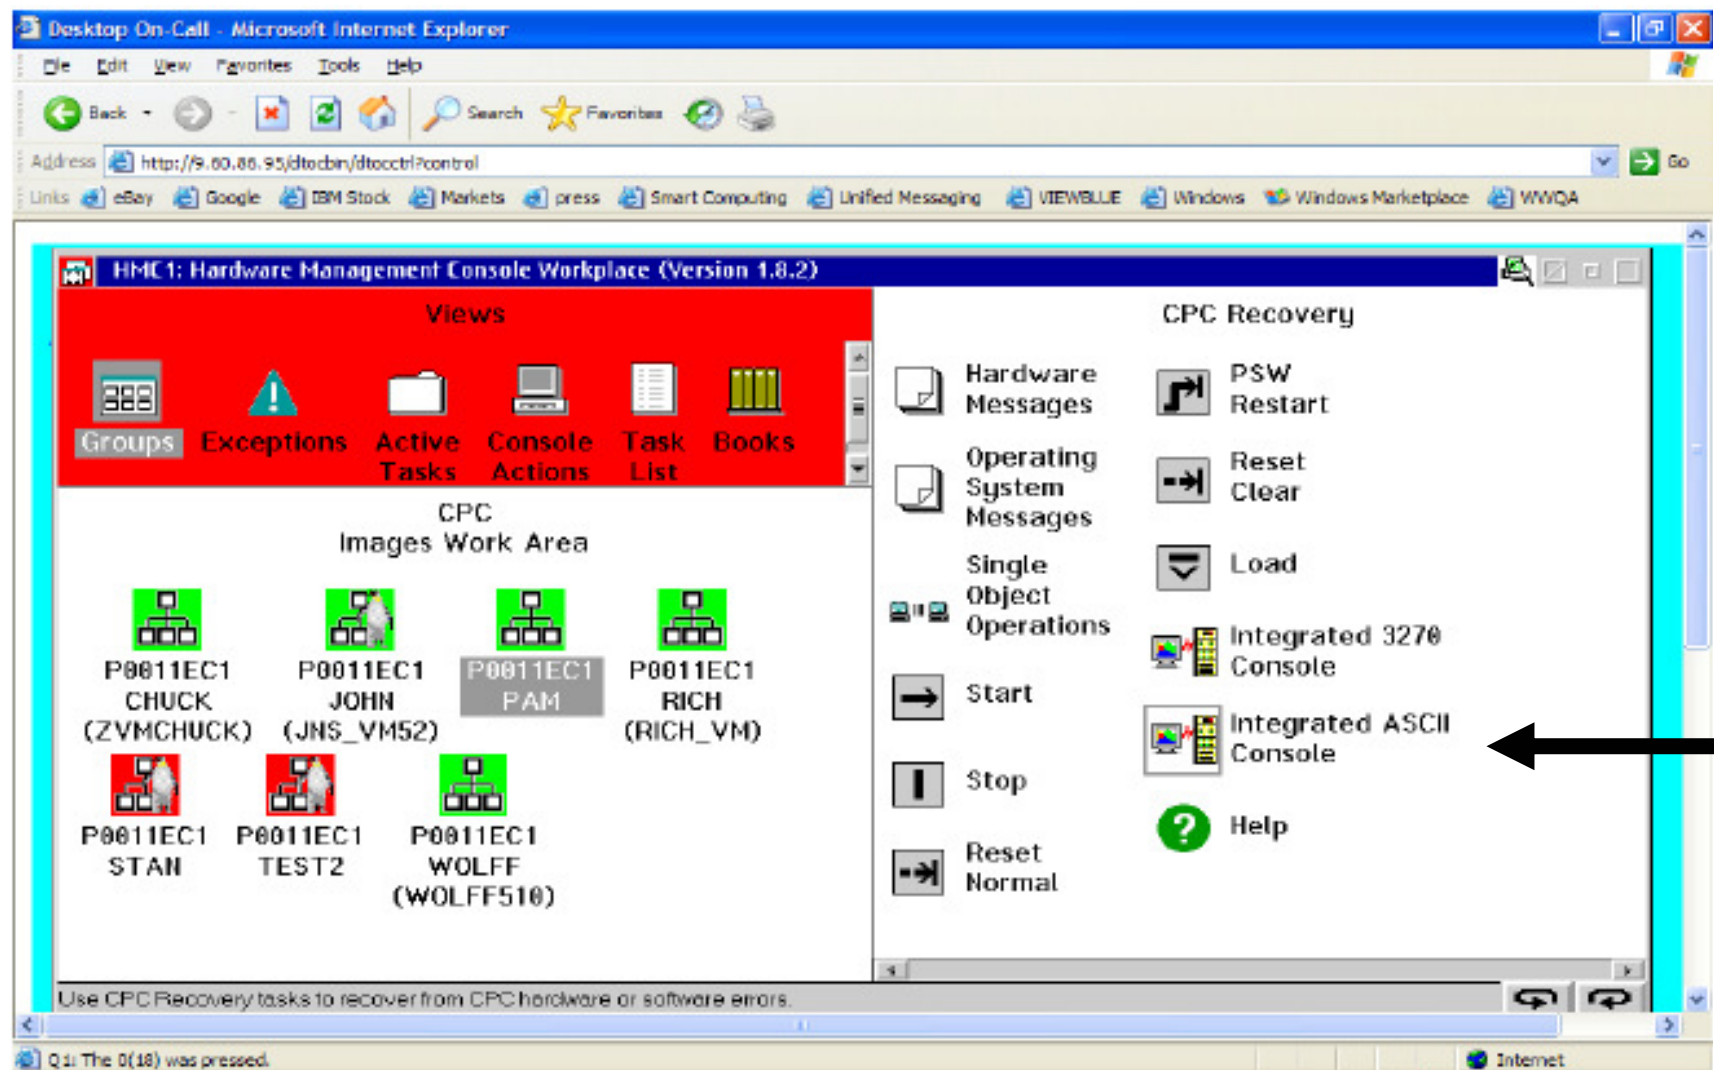 Desktop On-Call - Microsoft Internet Explorer
File Edit View Favorites Tools Help
Back Search Favorites
Address http://9.60.86.95/dtocbin/dtocctrl?control Go
Links eBay Google IBM Stock Markets press Smart Computing Unified Messaging VIEWBLUE Windows Windows Marketplace WWQA
HMC1: Hardware Management Console Workplace (Version 1.8.2)
Views
Groups Exceptions Active Tasks Console Actions Task List Books
CPC
Images Work Area
P0011EC1
CHUCK
(ZVMCHUCK)
P0011EC1
JOHN
(JNS_VM52)
P0011EC1
PAM
P0011EC1
RICH
(RICH_VM)
P0011EC1
STAN
P0011EC1
TEST2
P0011EC1
WOLFF
(WOLFF510)
CPC Recovery
Hardware
Messages
Operating
System
Messages
Single
Object
Operations
Start
Stop
Reset
Normal
PSW
Restart
Reset
Clear
Load
Integrated 3270
Console
Integrated ASCII
Console
Help
Use CPC Recovery tasks to recover from CPC hardware or software errors.
Q1: The 0(18) was pressed. Internet